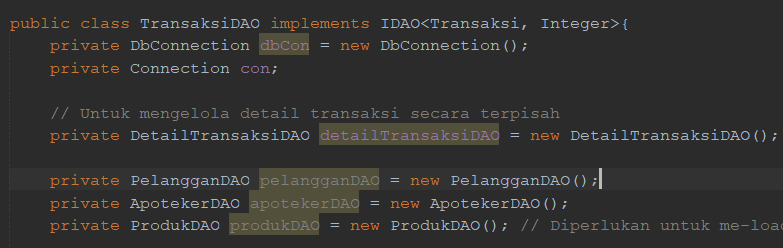 public class TransaksiDAO implements IDAO<Transaksi, Integer>{
private DbConnection dbCon = new DbConnection();
private Connection con;
// Untuk mengelola detail transaksi secara terpisah
private DetailTransaksiDAO detailTransaksiDAO = new DetailTransaksiDAO();
private PelangganDAO pelangganDAO = new PelangganDAO();
private ApotekerDAO apotekerDAO = new ApotekerDAO();
private ProdukDAO produkDAO = new ProdukDAO(); // Diperlukan untuk me-loa